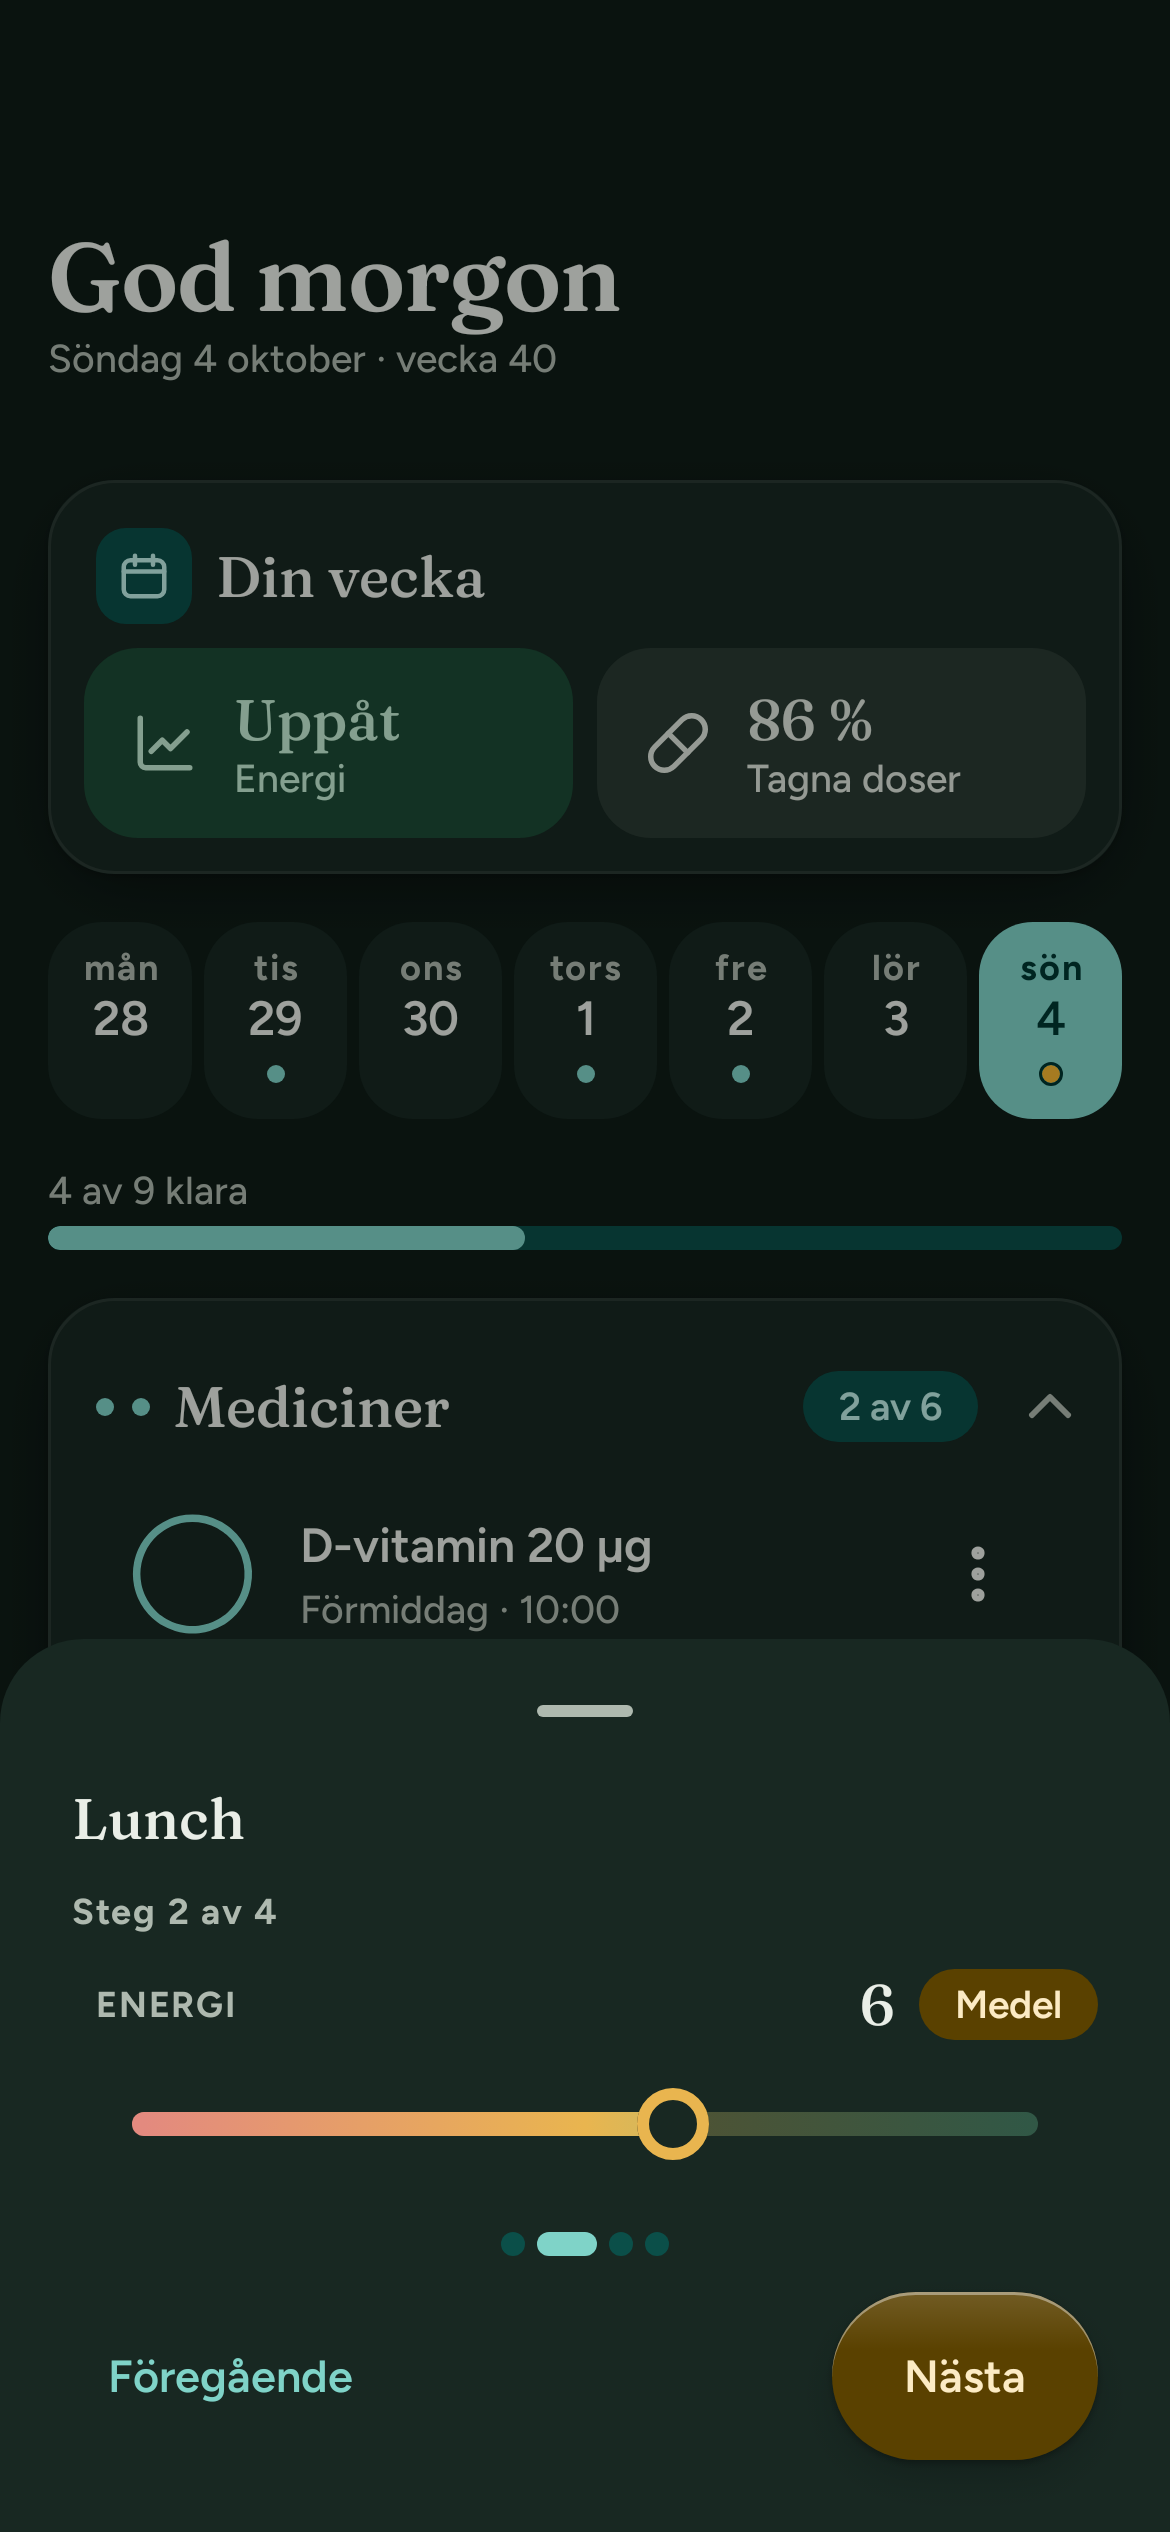 God morgon
Söndag 4 oktober · vecka 40
Din vecka
Uppåt
Energi
86 %
Tagna doser
mån tis ons tors fre lör sön
28 29 30 1 2 3 4
4 av 9 klara
Mediciner 2 av 6
D-vitamin 20 µg
Förmiddag · 10:00
Lunch
Steg 2 av 4
ENERGI 6 Medel
Föregående Nästa